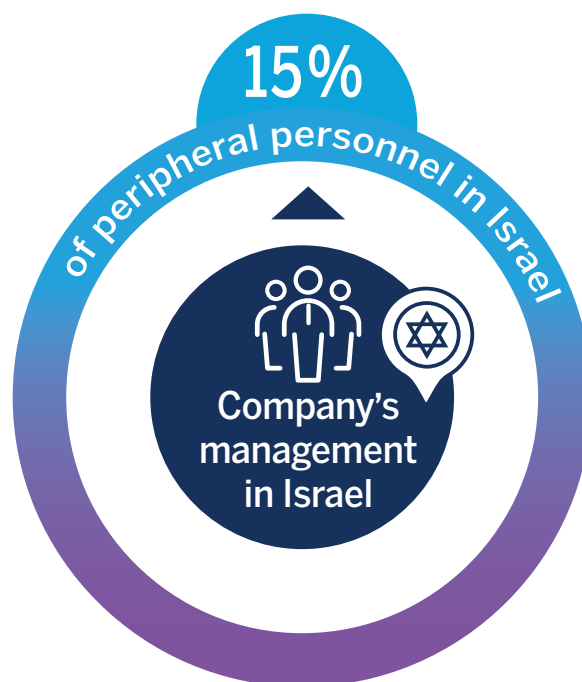 15%
of peripheral personnel in Israel
Company's
management
in Israel